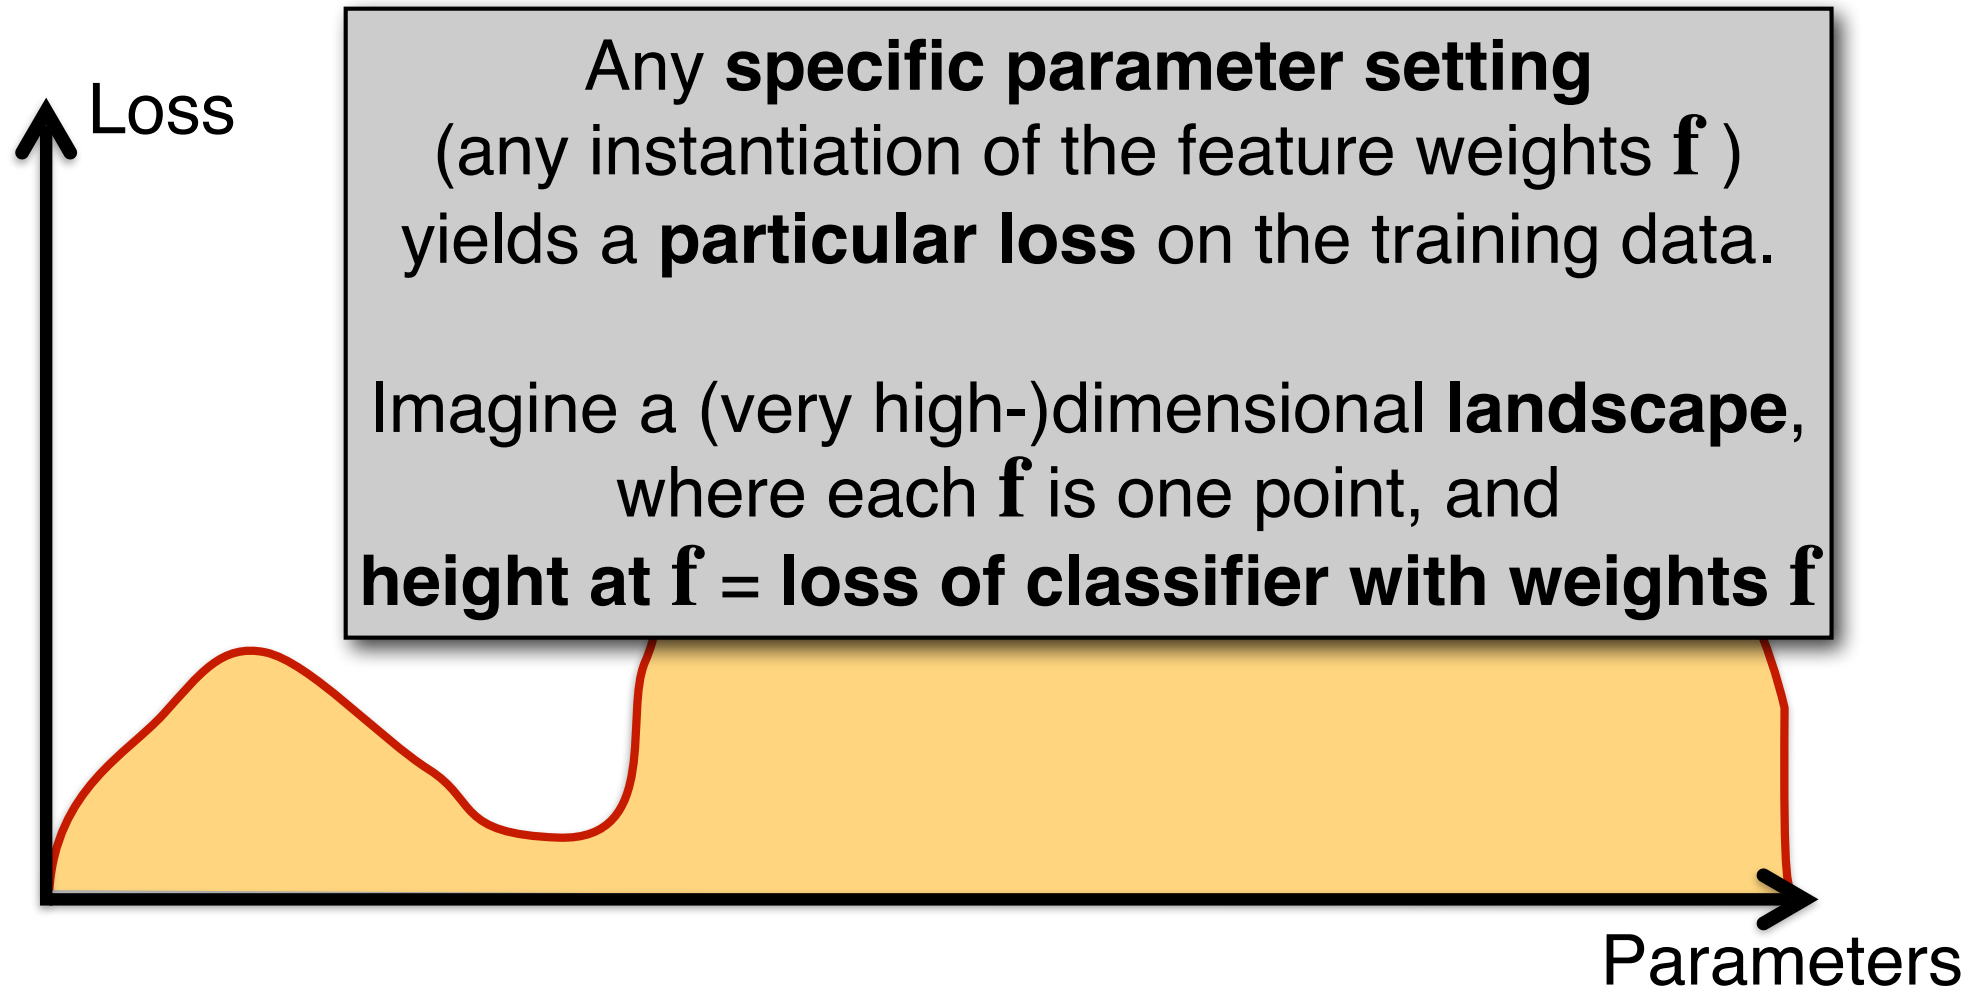 Loss
Any specific parameter setting
(any instantiation of the feature weights f )
yields a particular loss on the training data.
Imagine a (very high-)dimensional landscape,
where each f is one point, and
height at f = loss of classifier with weights f
Parameters